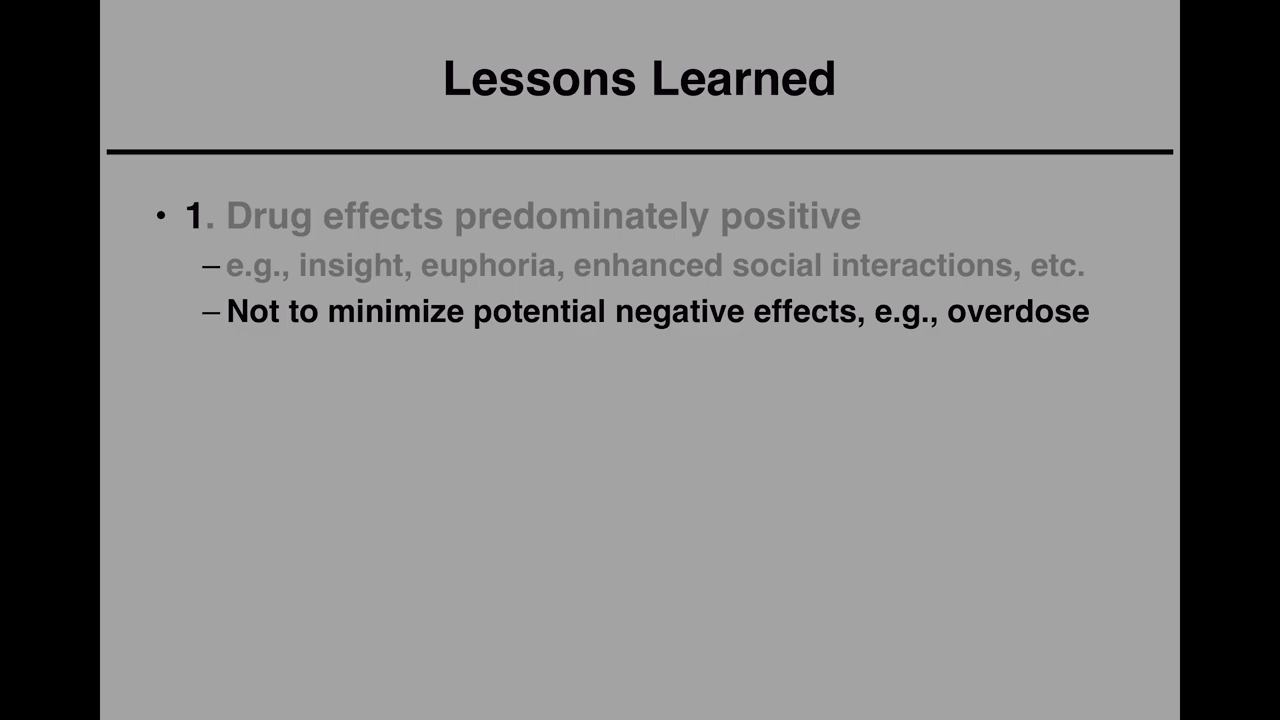 Lessons Learned
• 1. Drug effects predominately positive
– e.g., insight, euphoria, enhanced social interactions, etc.
– Not to minimize potential negative effects, e.g., overdose